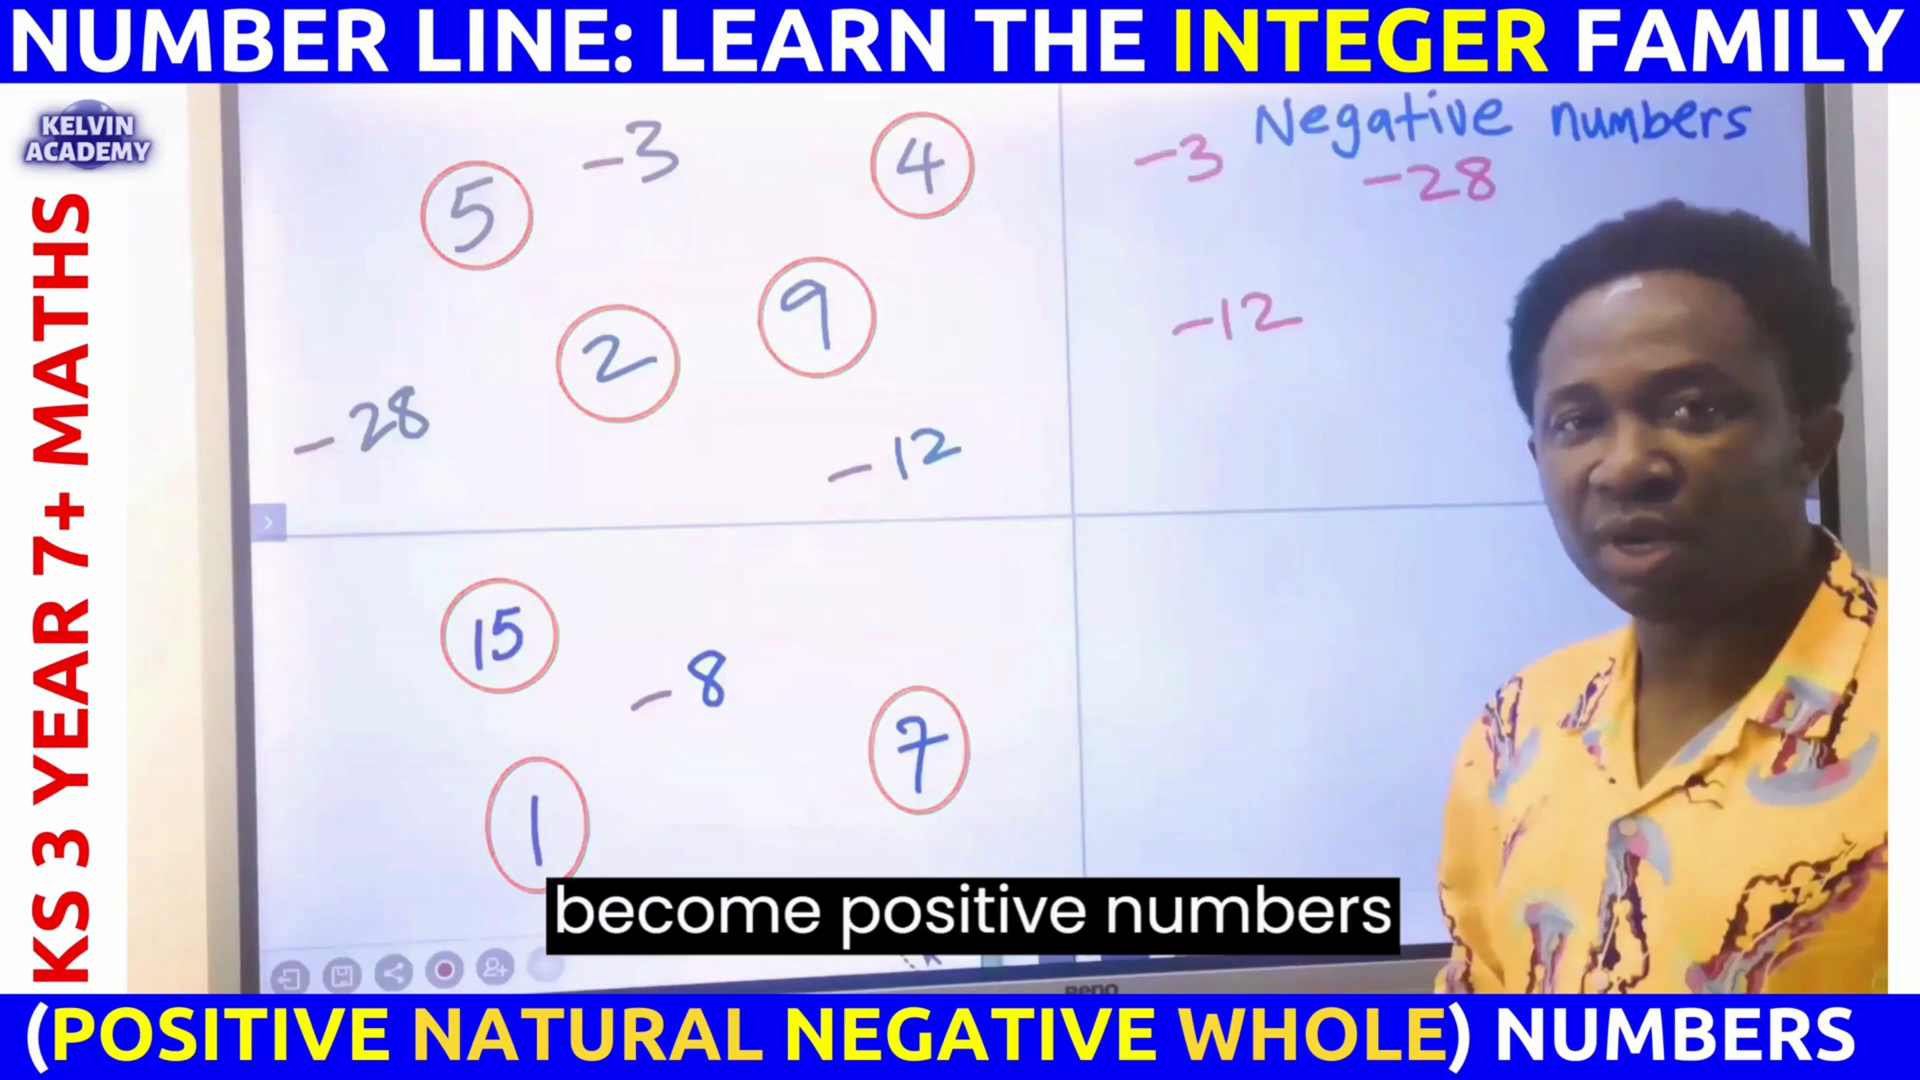 NUMBER LINE: LEARN THE INTEGER FAMILY
KELVIN
ACADEMY
KS 3 YEAR 7+ MATHS
5
-3
4
2
9
-28
-12
15
-8
1
7
Negative numbers
-3
-28
-12
become positive numbers
Beno
(POSITIVE NATURAL NEGATIVE WHOLE) NUMBERS